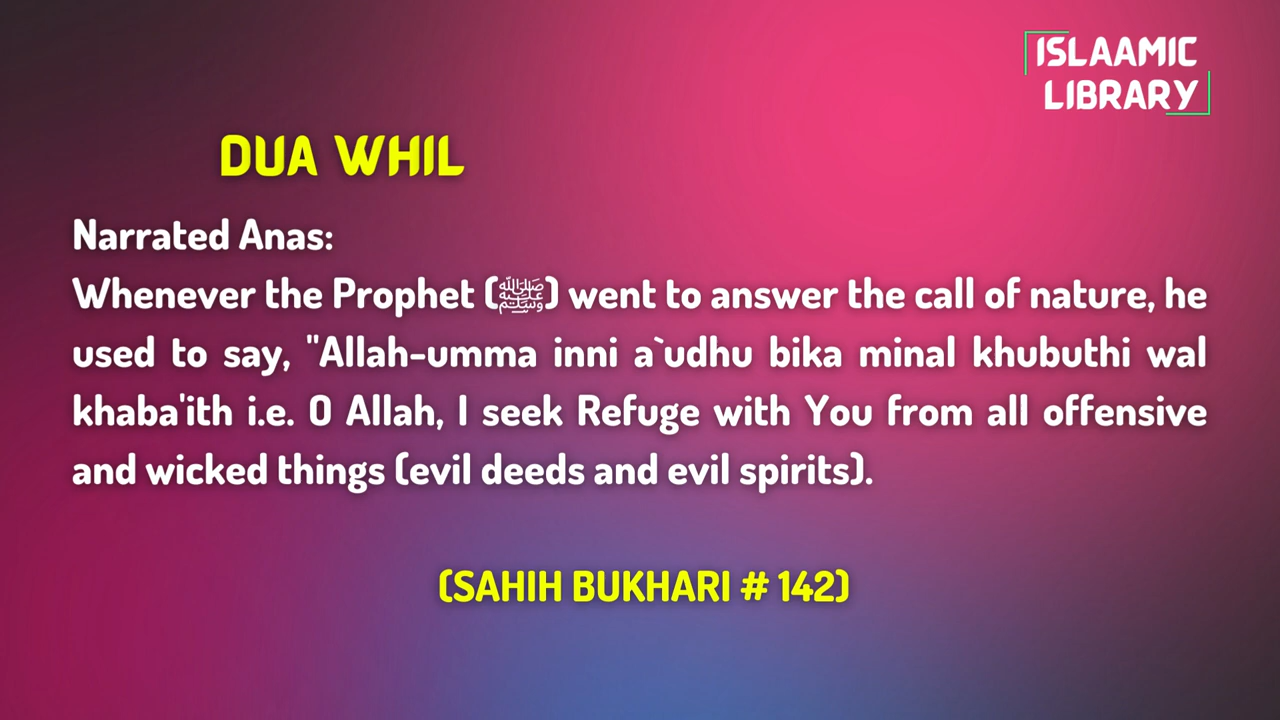 ISLAAMIC
LIBRARY
DUA WHIL
Narrated Anas:
Whenever the Prophet (ﷺ) went to answer the call of nature, he
used to say, "Allah-umma inni a`udhu bika minal khubuthi wal
khaba'ith i.e. O Allah, I seek Refuge with You from all offensive
and wicked things (evil deeds and evil spirits).
(SAHIH BUKHARI # 142)